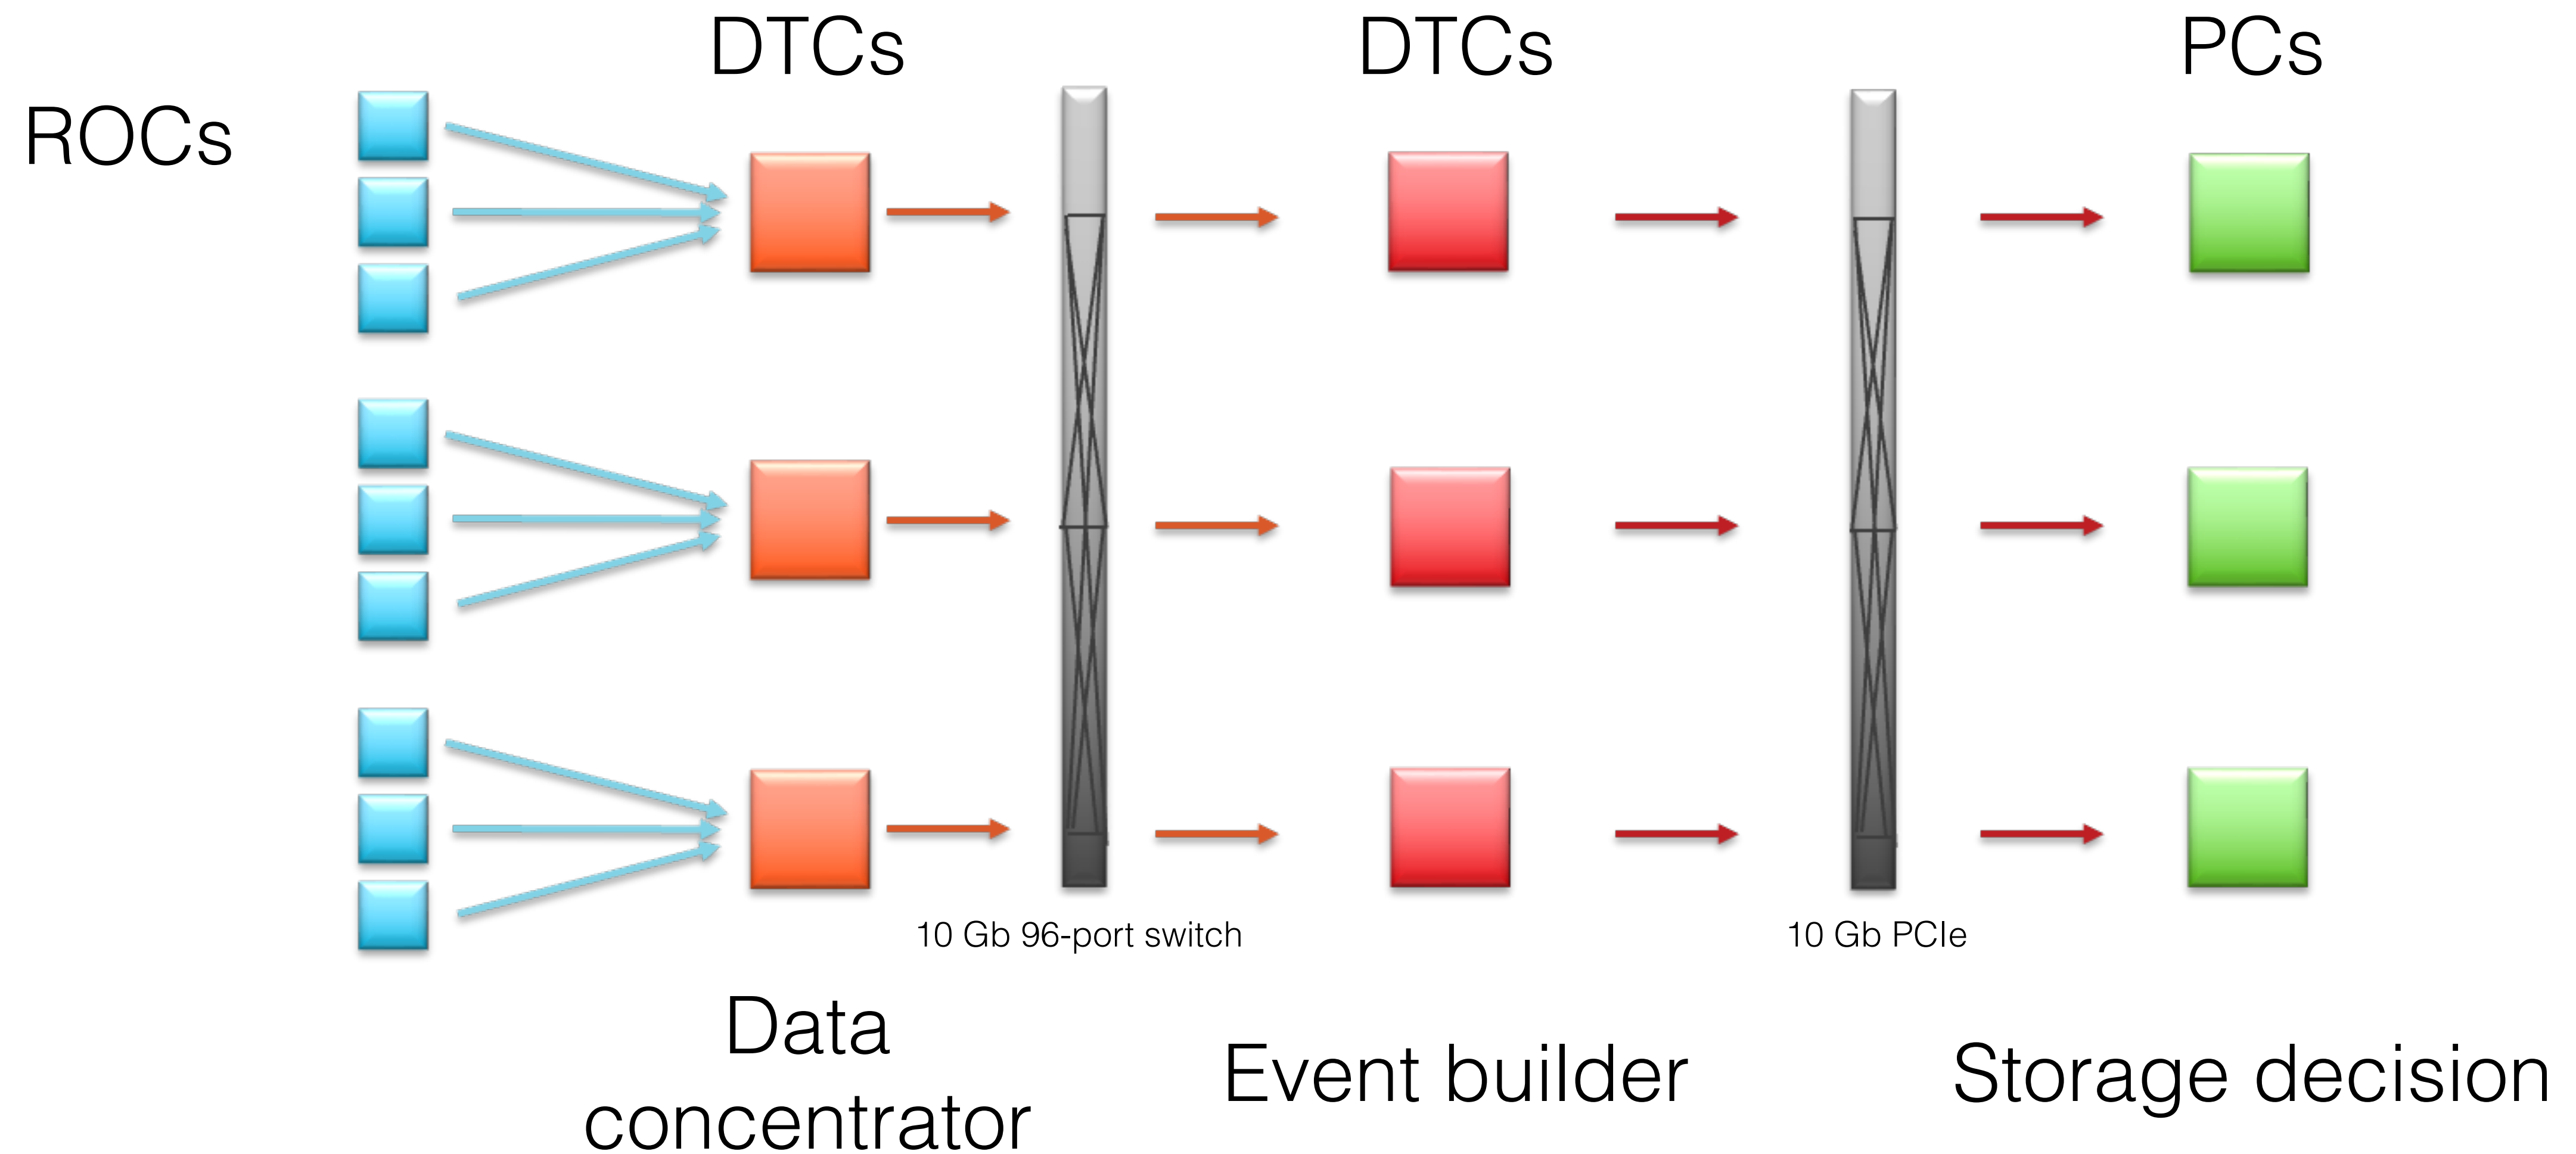 DTCs
DTCs
PCs
ROCs
10 Gb 96-port switch
10 Gb PCIe
Data
concentrator
Event builder
Storage decision